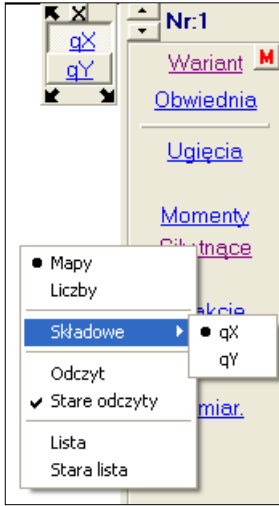 X
Nr:1
qX
qY
Wariant M
Obwiednia
Ugięcia
Momenty
tnące
Mapy
Liczby
Składowe
qX
qY
Odczyt
Stare odczyty
Lista
Stara lista